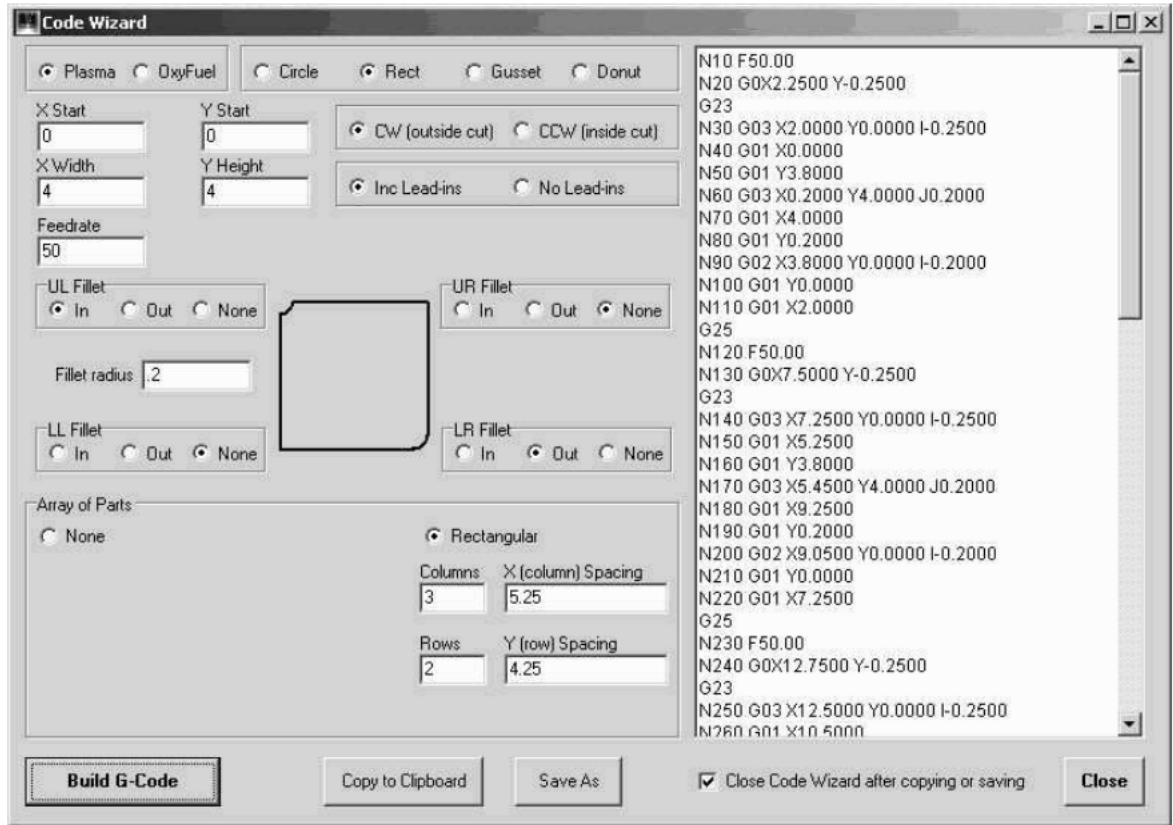 Code Wizard
Plasma OxyFuel Circle Rect Gusset Donut
X Start Y Start
0 0
CW (outside cut) CCW (inside cut)
X Width Y Height
4 4
Inc Lead-ins No Lead-ins
Feedrate
50
UL Fillet
In Out None
UR Fillet
In Out None
Fillet radius .2
LL Fillet
In Out None
LR Fillet
In Out None
Array of Parts
None Rectangular
Columns X (column) Spacing
3 5.25
Rows Y (row) Spacing
2 4.25
N10 F50.00
N20 G0X2.2500 Y-0.2500
G23
N30 G03 X2.0000 Y0.0000 I-0.2500
N40 G01 X0.0000
N50 G01 Y3.8000
N60 G03 X0.2000 Y4.0000 J0.2000
N70 G01 X4.0000
N80 G01 Y0.2000
N90 G02 X3.8000 Y0.0000 I-0.2000
N100 G01 Y0.0000
N110 G01 X2.0000
G25
N120 F50.00
N130 G0X7.5000 Y-0.2500
G23
N140 G03 X7.2500 Y0.0000 I-0.2500
N150 G01 X5.2500
N160 G01 Y3.8000
N170 G03 X5.4500 Y4.0000 J0.2000
N180 G01 X9.2500
N190 G01 Y0.2000
N200 G02 X9.0500 Y0.0000 I-0.2000
N210 G01 Y0.0000
N220 G01 X7.2500
G25
N230 F50.00
N240 G0X12.7500 Y-0.2500
G23
N250 G03 X12.5000 Y0.0000 I-0.2500
N260 G01 X10.5000
Build G-Code Copy to Clipboard Save As Close Code Wizard after copying or saving Close